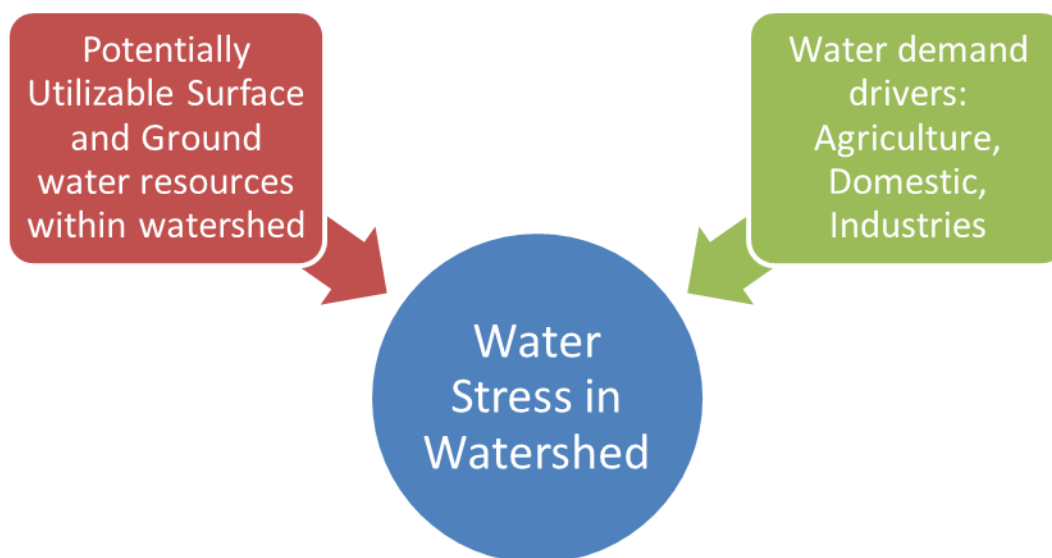 Potentially
Utilizable Surface
and Ground
water resources
within watershed
Water demand
drivers:
Agriculture,
Domestic,
Industries
Water
Stress in
Watershed